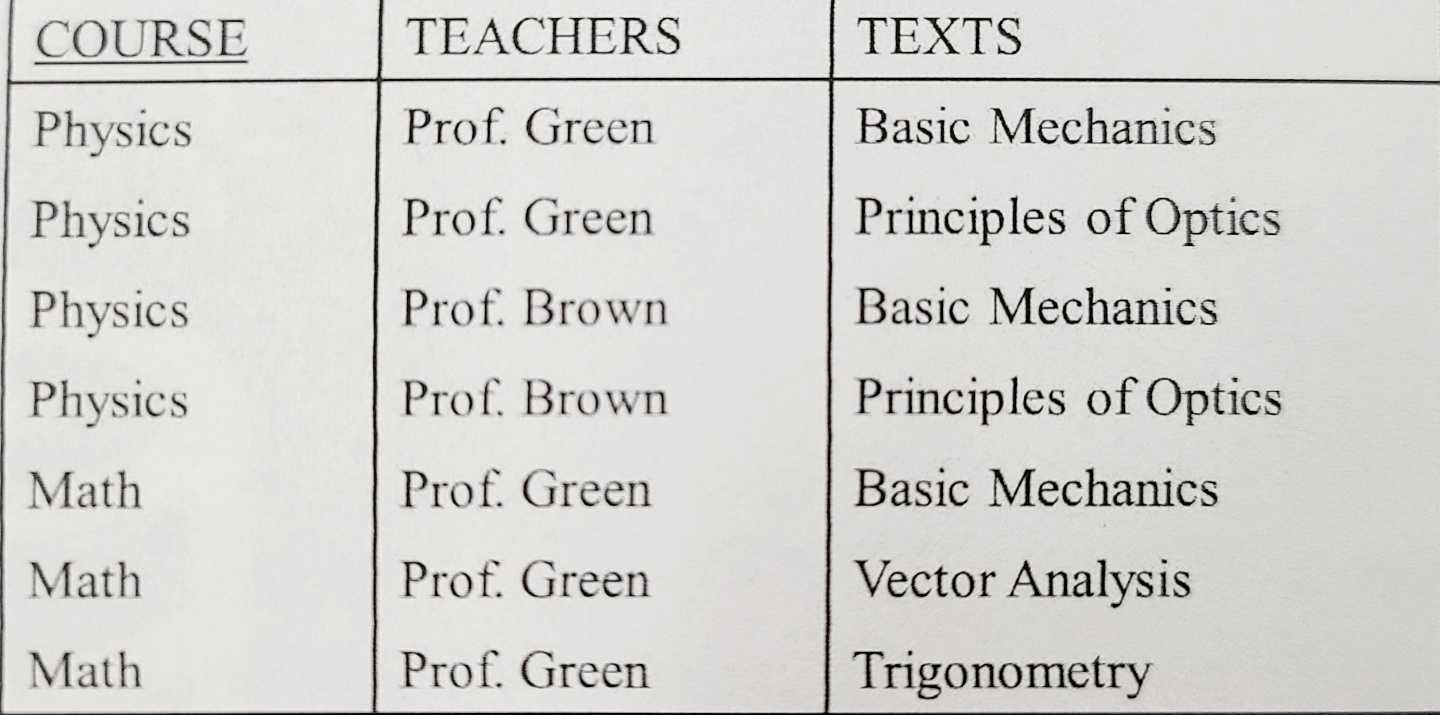 COURSE TEACHERS TEXTS
Physics Prof. Green Basic Mechanics
Physics Prof. Green Principles of Optics
Physics Prof. Brown Basic Mechanics
Physics Prof. Brown Principles of Optics
Math Prof. Green Basic Mechanics
Math Prof. Green Vector Analysis
Math Prof. Green Trigonometry